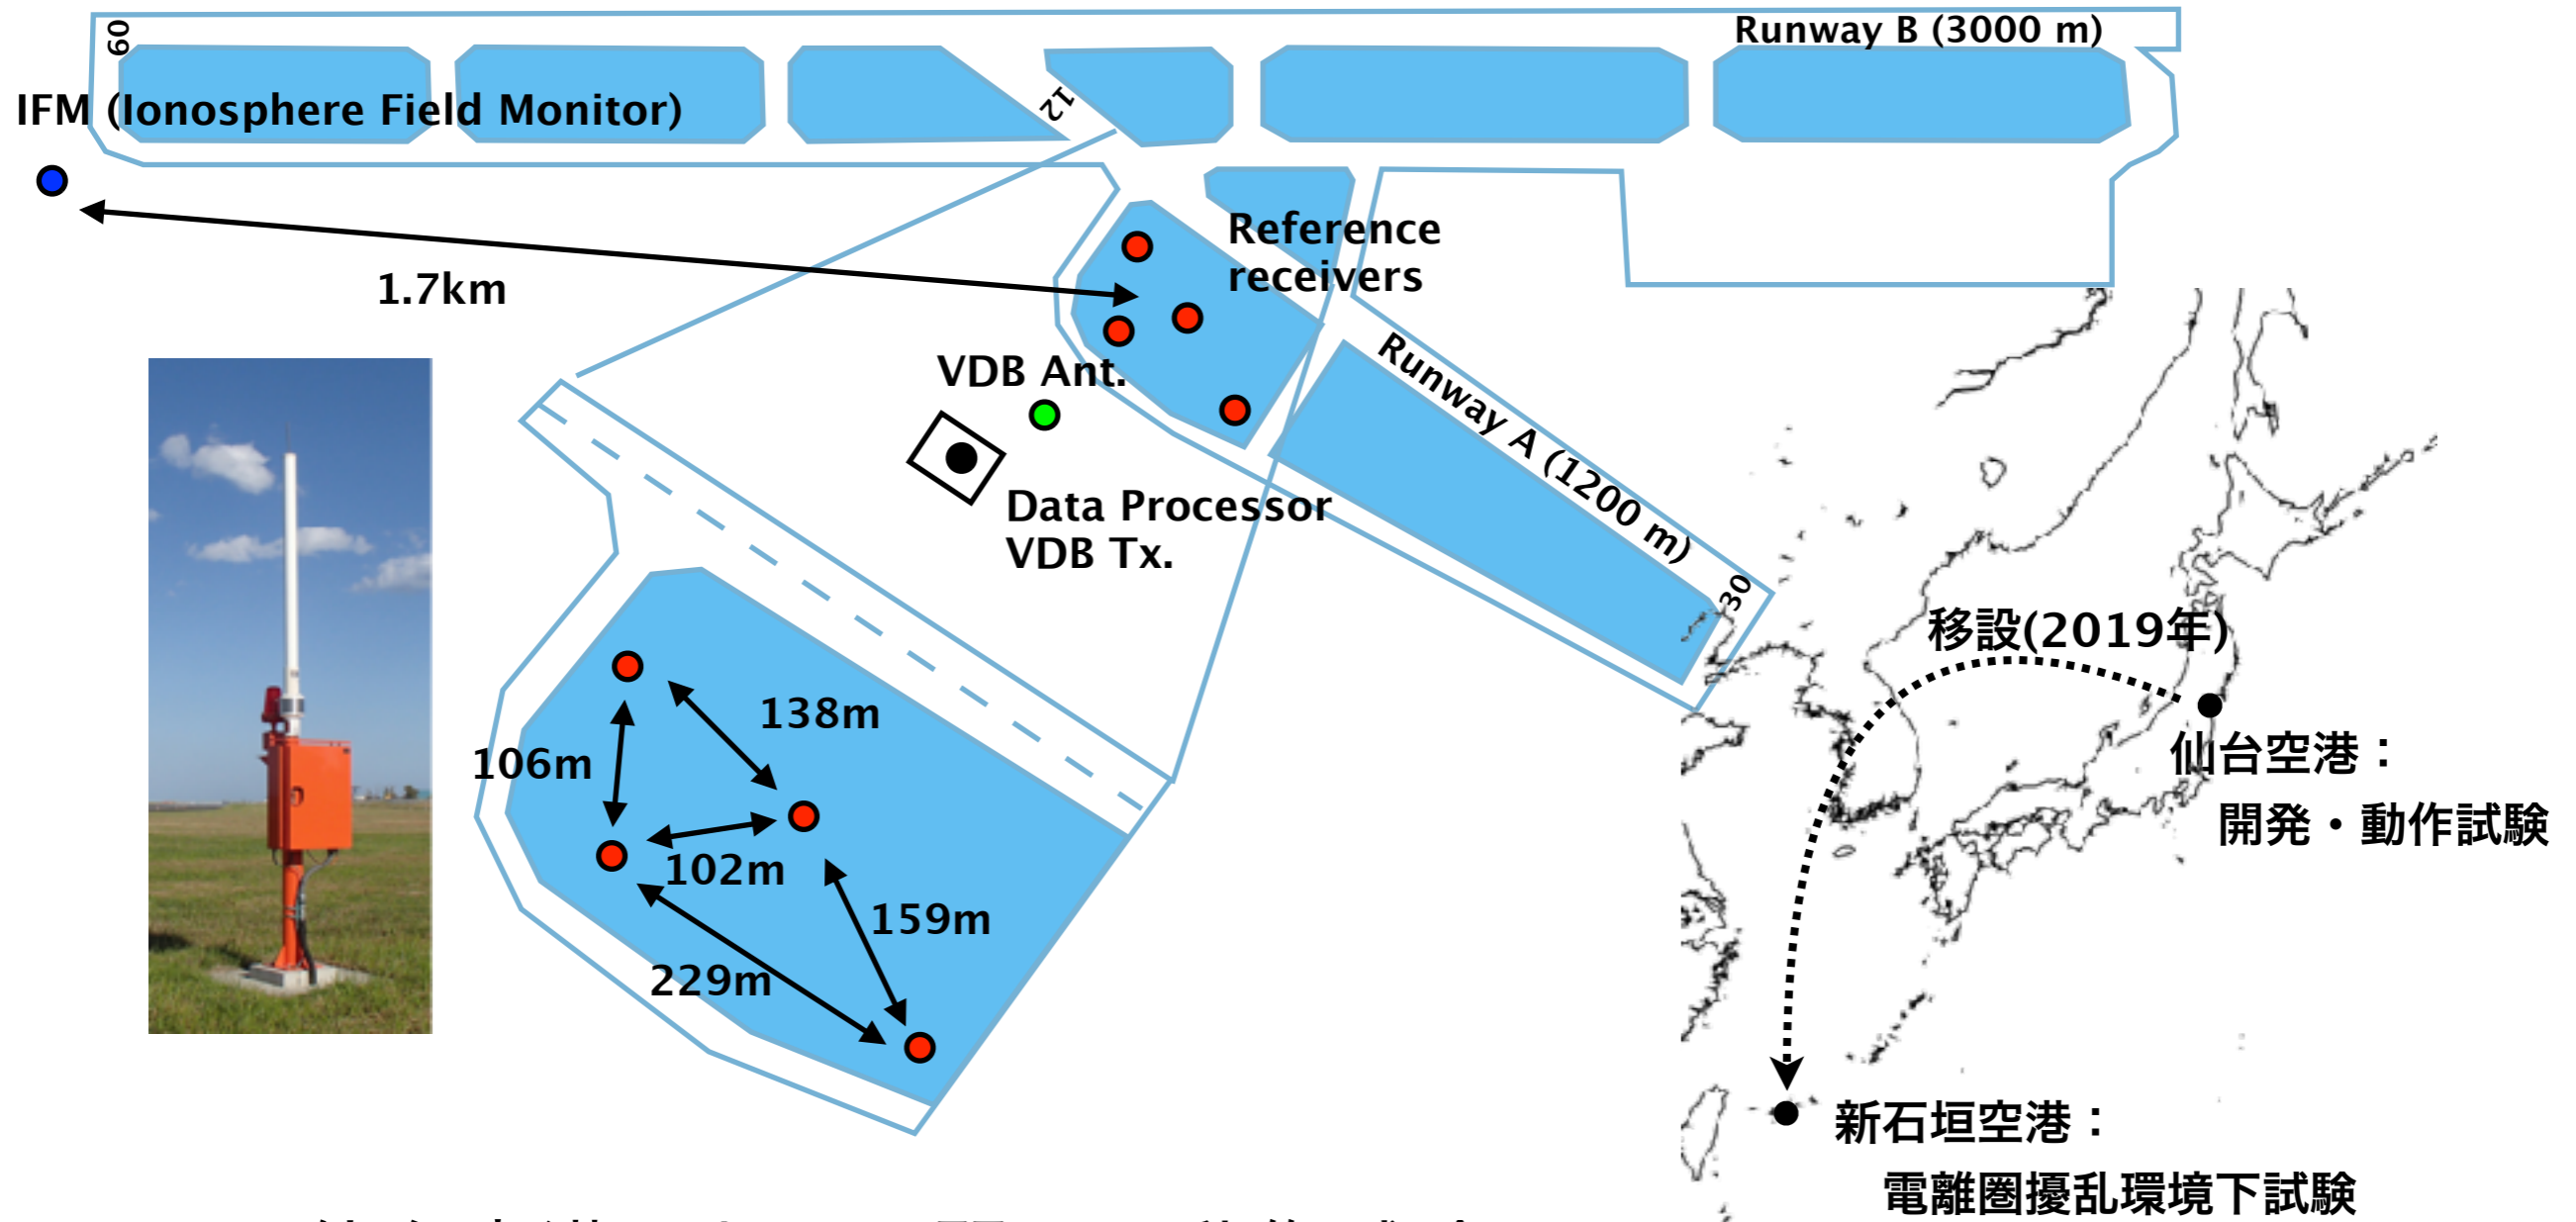 09
Runway B (3000 m)
IFM (Ionosphere Field Monitor)
12
Reference
receivers
1.7km
VDB Ant.
Runway A (1200 m)
Data Processor
VDB Tx.
30
移設(2019年)
138m
106m
102m
159m
229m
仙台空港：
開発・動作試験
新石垣空港：
電離圏擾乱環境下試験